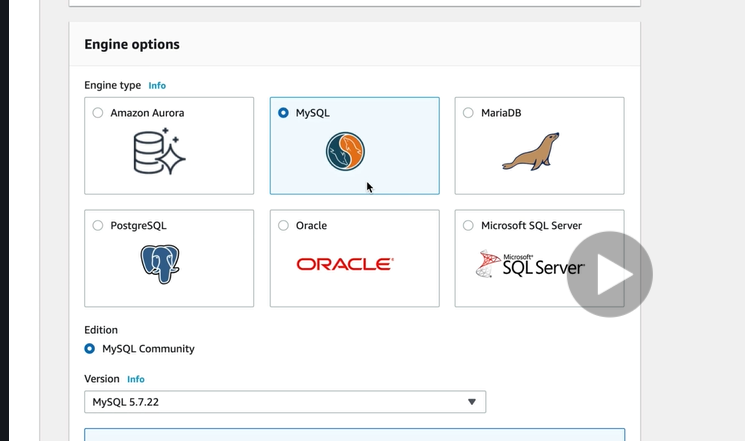 Engine options
Engine type Info
Amazon Aurora
MySQL
MariaDB
PostgreSQL
Oracle
Microsoft SQL Server
ORACLE®
Microsoft®
SQL Server
Edition
MySQL Community
Version Info
MySQL 5.7.22